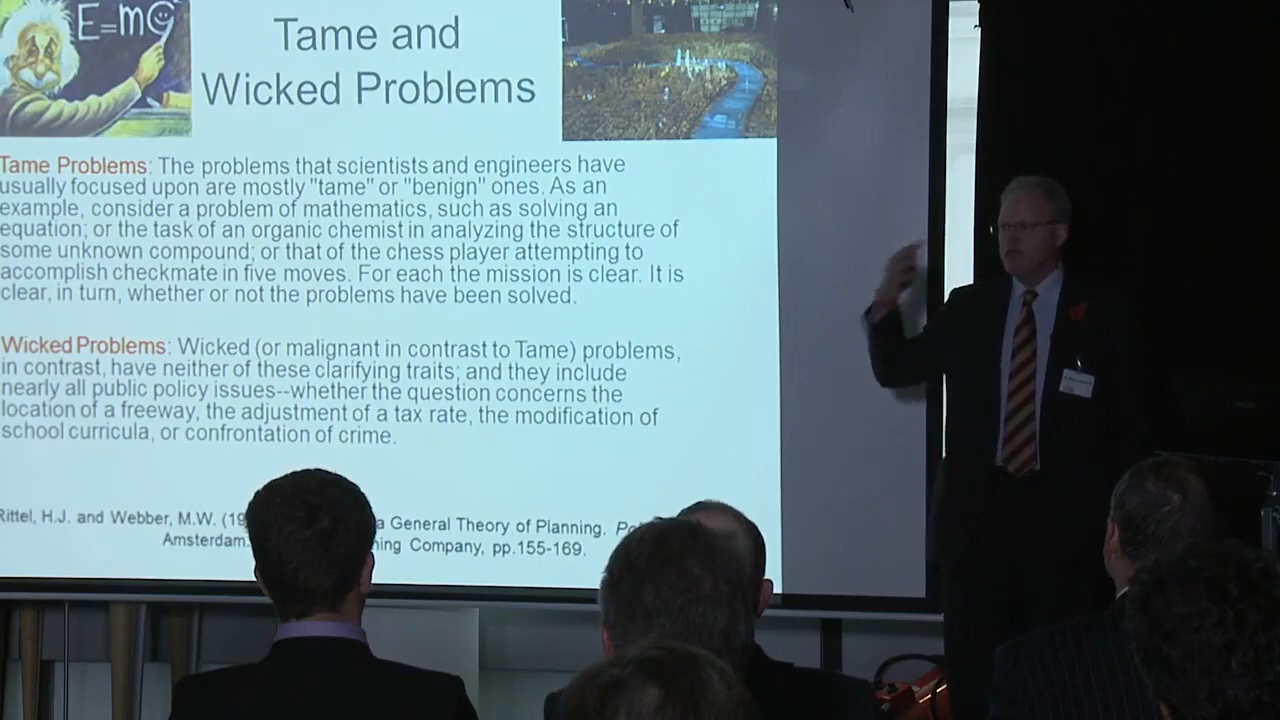 E=mc
Tame and
Wicked Problems
Tame Problems: The problems that scientists and engineers have
usually focused upon are mostly "tame" or "benign" ones. As an
example, consider a problem of mathematics, such as solving an
equation; or the task of an organic chemist in analyzing the structure of
some unknown compound; or that of the chess player attempting to
accomplish checkmate in five moves. For each the mission is clear. It is
clear, in turn, whether or not the problems have been solved.
Wicked Problems: Wicked (or malignant in contrast to Tame) problems,
in contrast, have neither of these clarifying traits; and they include
nearly all public policy issues--whether the question concerns the
location of a freeway, the adjustment of a tax rate, the modification of
school curricula, or confrontation of crime.
Rittel, H.J. and Webber, M.W. (19 a General Theory of Planning.
Amsterdam. Company, pp.155-169.